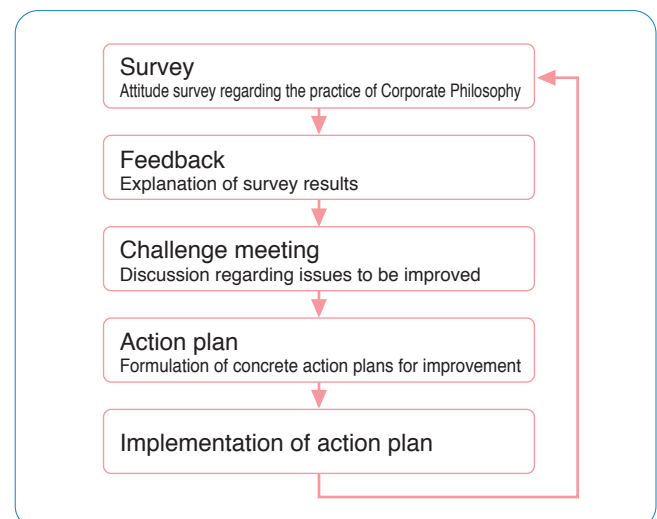 Survey
Attitude survey regarding the practice of Corporate Philosophy
Feedback
Explanation of survey results
Challenge meeting
Discussion regarding issues to be improved
Action plan
Formulation of concrete action plans for improvement
Implementation of action plan